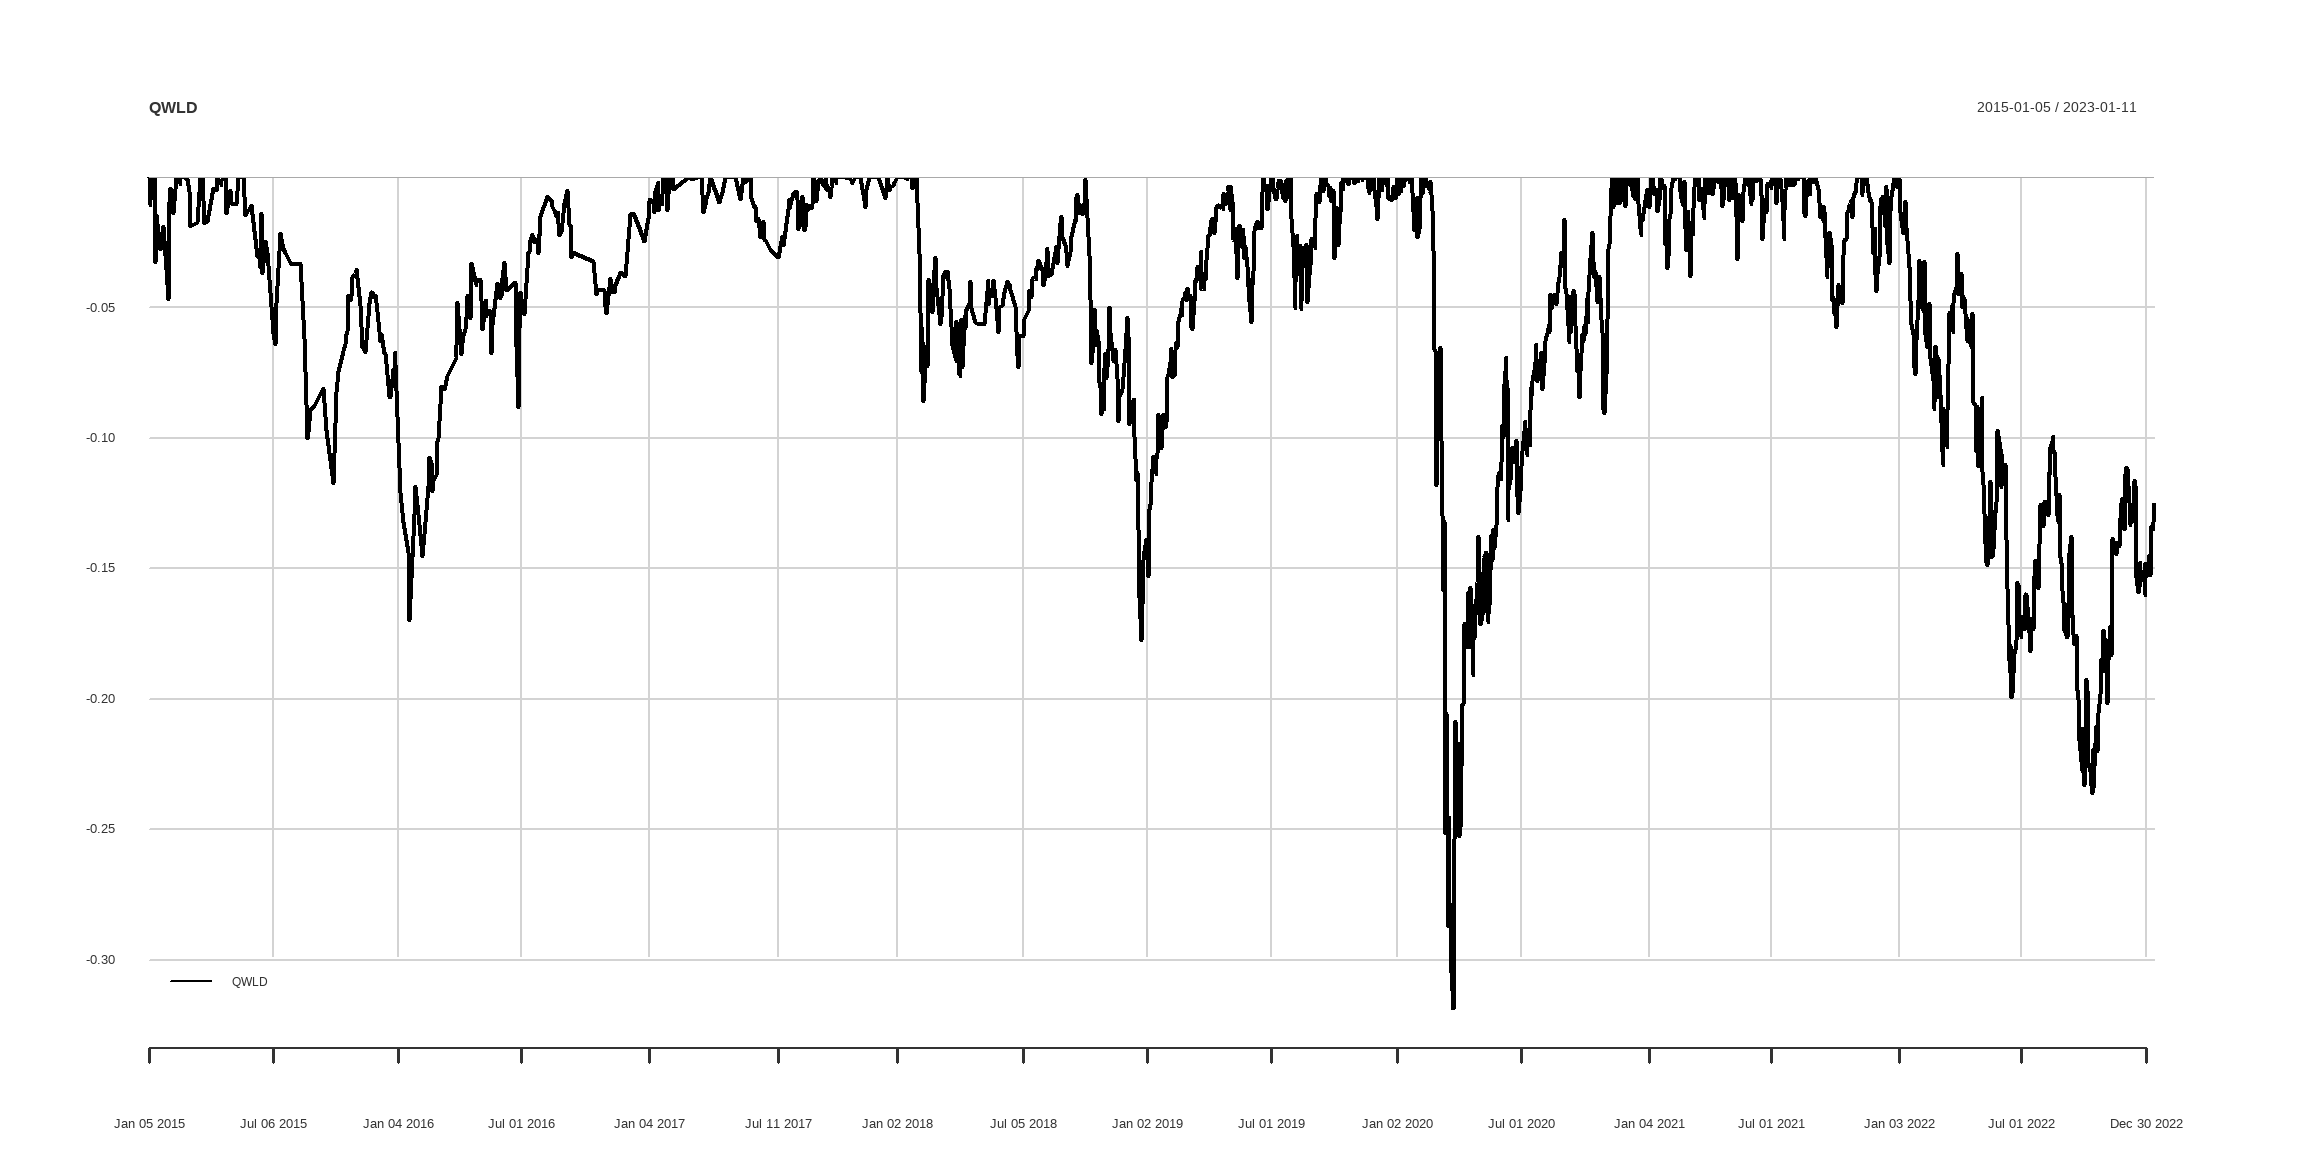 QWLD
2015-01-05 / 2023-01-11
-0.05
-0.10
-0.15
-0.20
-0.25
-0.30
QWLD
Jan 05 2015
Jul 06 2015
Jan 04 2016
Jul 01 2016
Jan 04 2017
Jul 11 2017
Jan 02 2018
Jul 05 2018
Jan 02 2019
Jul 01 2019
Jan 02 2020
Jul 01 2020
Jan 04 2021
Jul 01 2021
Jan 03 2022
Jul 01 2022
Dec 30 2022